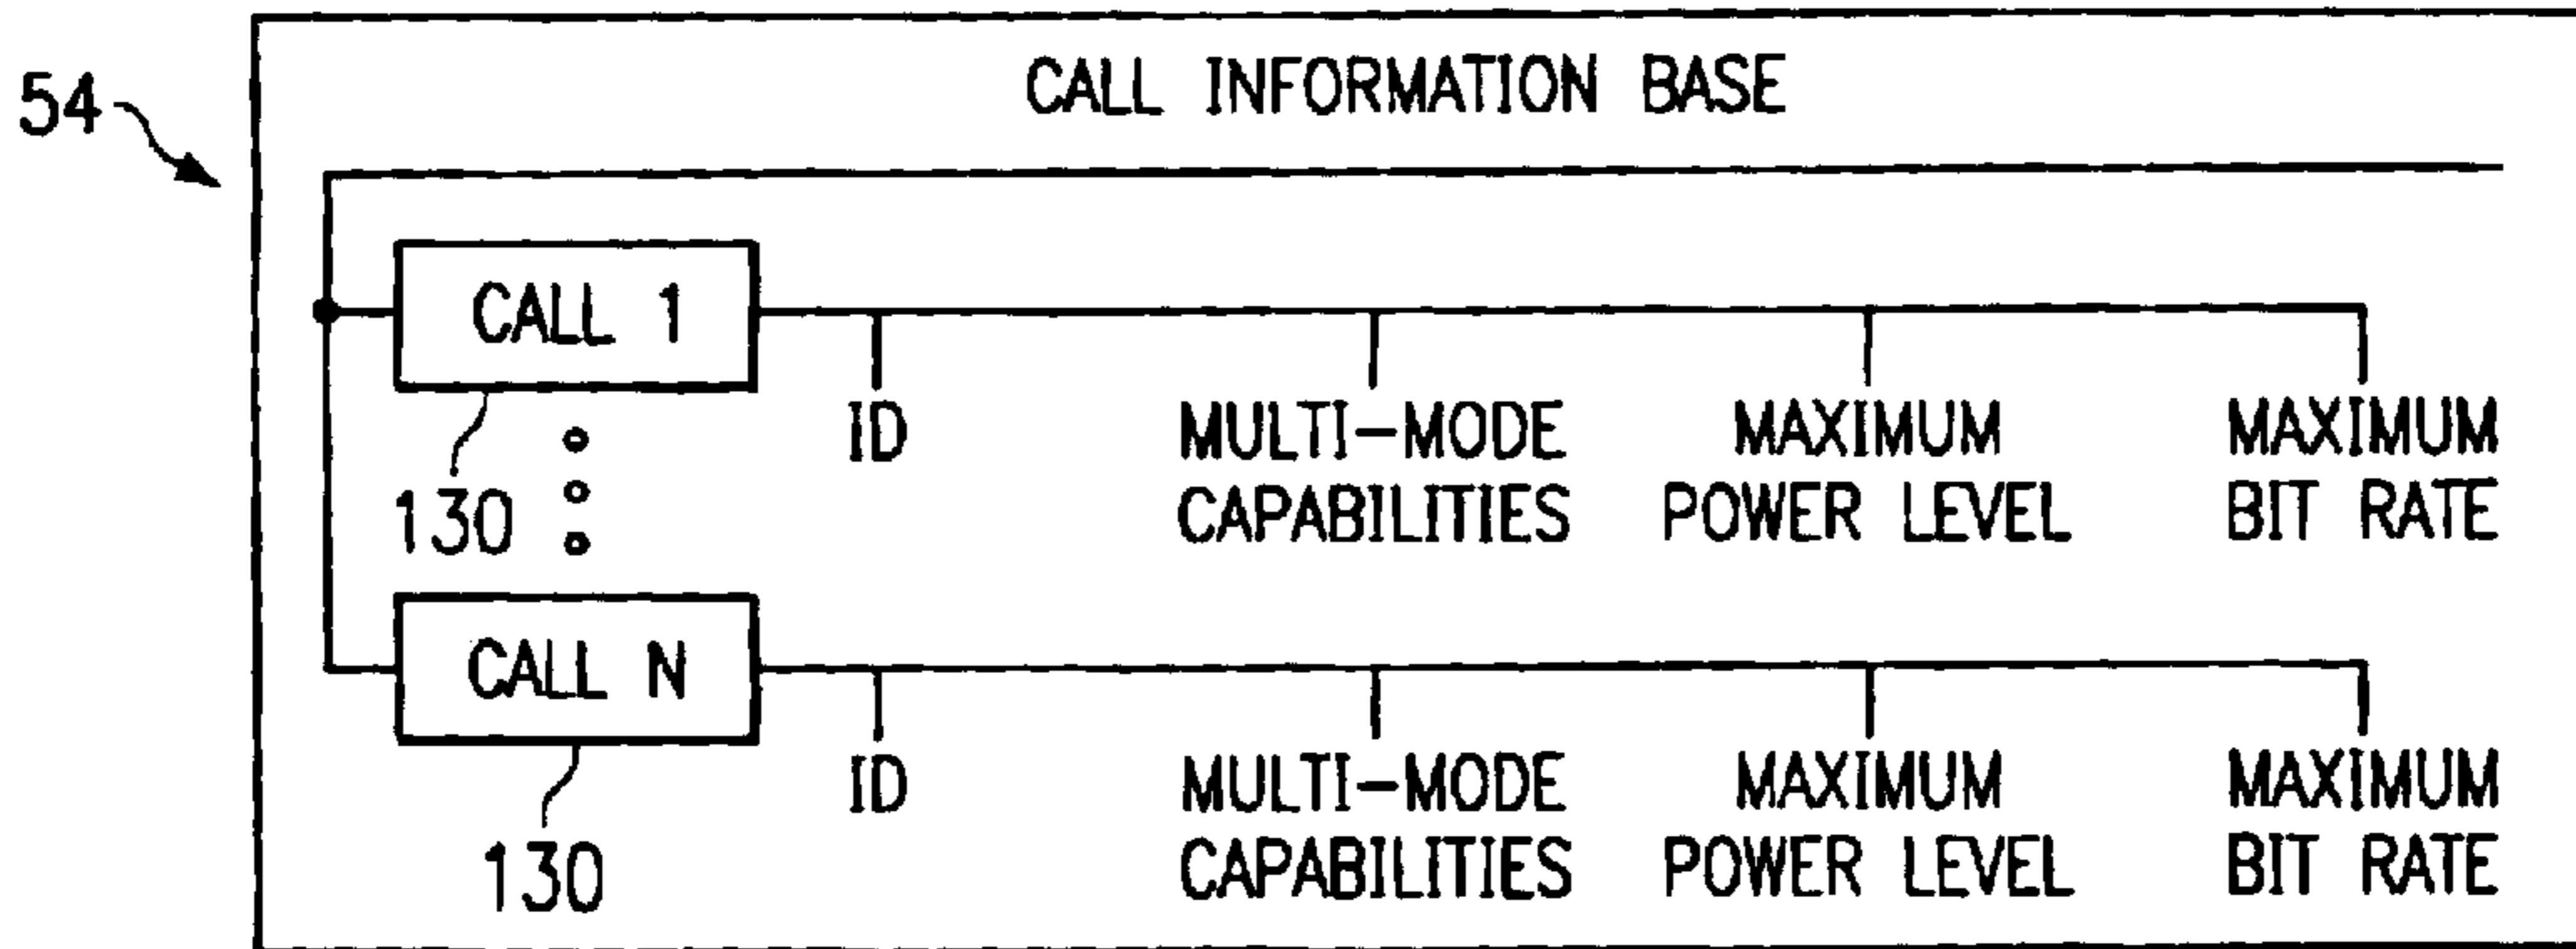 CALL INFORMATION BASE
54
CALL 1
ID
MULTI-MODE CAPABILITIES
MAXIMUM POWER LEVEL
MAXIMUM BIT RATE
130
CALL N
ID
MULTI-MODE CAPABILITIES
MAXIMUM POWER LEVEL
MAXIMUM BIT RATE
130